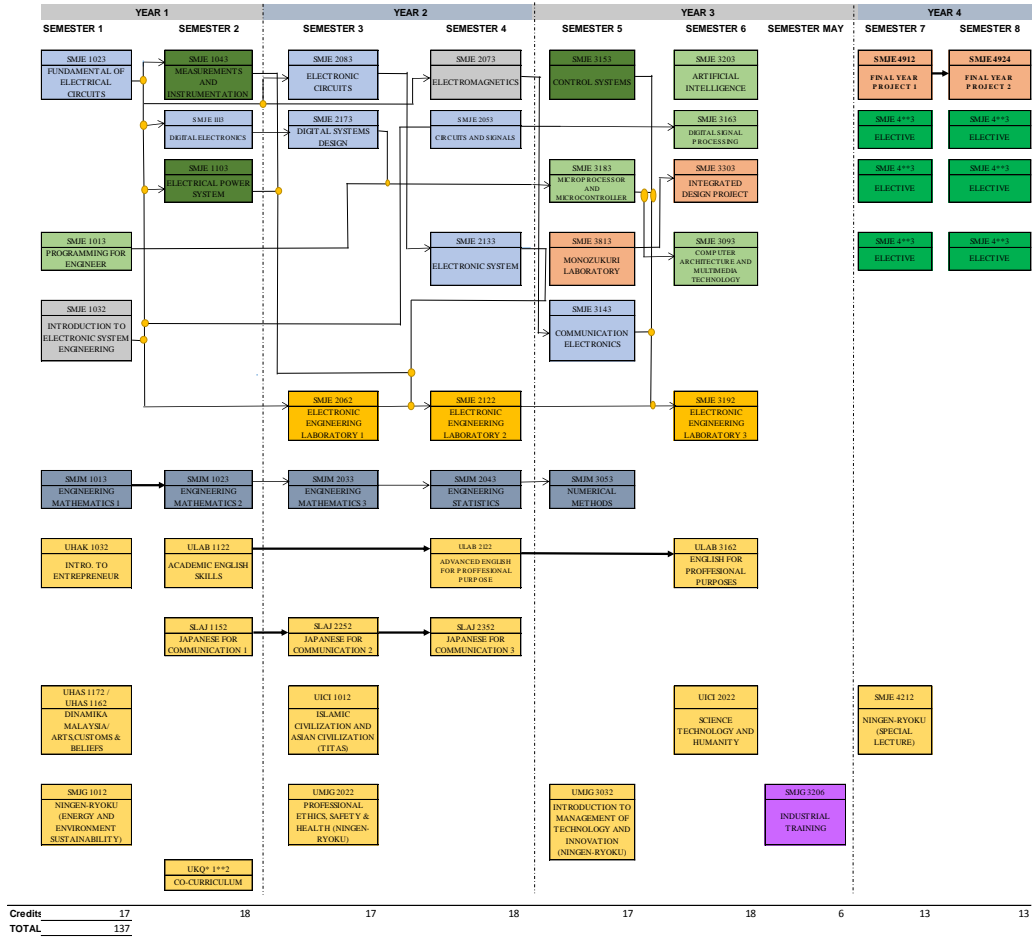 YEAR 1
YEAR 2
YEAR 3
YEAR 4
SEMESTER 1
SEMESTER 2
SEMESTER 3
SEMESTER 4
SEMESTER 5
SEMESTER 6
SEMESTER MAY
SEMESTER 7
SEMESTER 8
SMJE 1023
FUNDAMENTAL OF
ELECTRICAL
CIRCUITS
SMJE 1043
MEASUREMENTS
AND
INSTRUMENTATION
SMJE 2083
ELECTRONIC
CIRCUITS
SMJE 2073
ELECTROMAGNETICS
SMJE 3153
CONTROL SYSTEMS
SMJE 3203
ARTIFICIAL
INTELLIGENCE
SMJE4912
FINAL YEAR
PROJECT 1
SMJE4924
FINAL YEAR
PROJECT 2
SMJE 1113
DIGITAL ELECTRONICS
SMJE 2173
DIGITAL SYSTEMS
DESIGN
SMJE 2053
CIRCUITS AND SIGNALS
SMJE 3163
DIGITAL SIGNAL
PROCESSING
SMJE 4**3
ELECTIVE
SMJE 4**3
ELECTIVE
SMJE 1103
ELECTRICAL POWER
SYSTEM
SMJE 3183
MICROPROCESSOR
AND
MICROCONTROLLER
SMJE 3303
INTEGRATED
DESIGN PROJECT
SMJE 4**3
ELECTIVE
SMJE 4**3
ELECTIVE
SMJE 1013
PROGRAMMING FOR
ENGINEER
SMJE 2133
ELECTRONIC SYSTEM
SMJE 3813
MONOZUKURI
LABORATORY
SMJE 3093
COMPUTER
ARCHITECTURE AND
MULTIMEDIA
TECHNOLOGY
SMJE 4**3
ELECTIVE
SMJE 4**3
ELECTIVE
SMJE 1032
INTRODUCTION TO
ELECTRONIC SYSTEM
ENGINEERING
SMJE 3143
COMMUNICATION
ELECTRONICS
SMJE 2062
ELECTRONIC
ENGINEERING
LABORATORY 1
SMJE 2122
ELECTRONIC
ENGINEERING
LABORATORY 2
SMJE 3192
ELECTRONIC
ENGINEERING
LABORATORY 3
SMJM 1013
ENGINEERING
MATHEMATICS 1
SMJM 1023
ENGINEERING
MATHEMATICS 2
SMJM 2033
ENGINEERING
MATHEMATICS 3
SMJM 2043
ENGINEERING
STATISTICS
SMJM 3053
NUMERICAL
METHODS
UHAK 1032
INTRO. TO
ENTREPRENEUR
ULAB 1122
ACADEMIC ENGLISH
SKILLS
ULAB 2122
ADVANCED ENGLISH
FOR PROFFESIONAL
PURPOSE
ULAB 3162
ENGLISH FOR
PROFFESIONAL
PURPOSES
SLAJ 1152
JAPANESE FOR
COMMUNICATION 1
SLAJ 2252
JAPANESE FOR
COMMUNICATION 2
SLAJ 2352
JAPANESE FOR
COMMUNICATION 3
UHAS 1172 /
UHAS 1162
DINAMIKA
MALAYSIA/
ARTS,CUSTOMS &
BELIEFS
UICI 1012
ISLAMIC
CIVILIZATION AND
ASIAN CIVILIZATION
(TITAS)
UICI 2022
SCIENCE
TECHNOLOGY AND
HUMANITY
SMJE 4212
NINGEN-RYOKU
(SPECIAL
LECTURE)
SMJG 1012
NINGEN-RYOKU
(ENERGY AND
ENVIRONMENT
SUSTAINABILITY)
UMJG 2022
PROFESSIONAL
ETHICS, SAFETY &
HEALTH (NINGEN-
RYOKU)
UMJG 3032
INTRODUCTION TO
MANAGEMENT OF
TECHNOLOGY AND
INNOVATION
(NINGEN-RYOKU)
SMJG 3206
INDUSTRIAL
TRAINING
UKQ* 1**2
CO-CURRICULUM
Credits 17 18 17 18 17 18 6 13 13
TOTAL 137